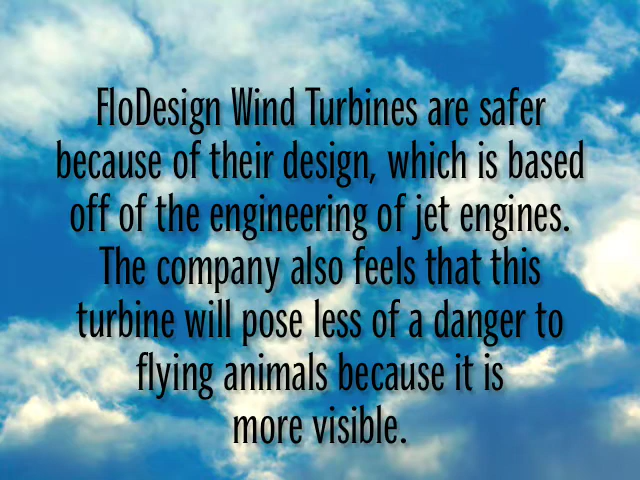 FloDesign Wind Turbines are safer
because of their design, which is based
off of the engineering of jet engines.
The company also feels that this
turbine will pose less of a danger to
flying animals because it is
more visible.